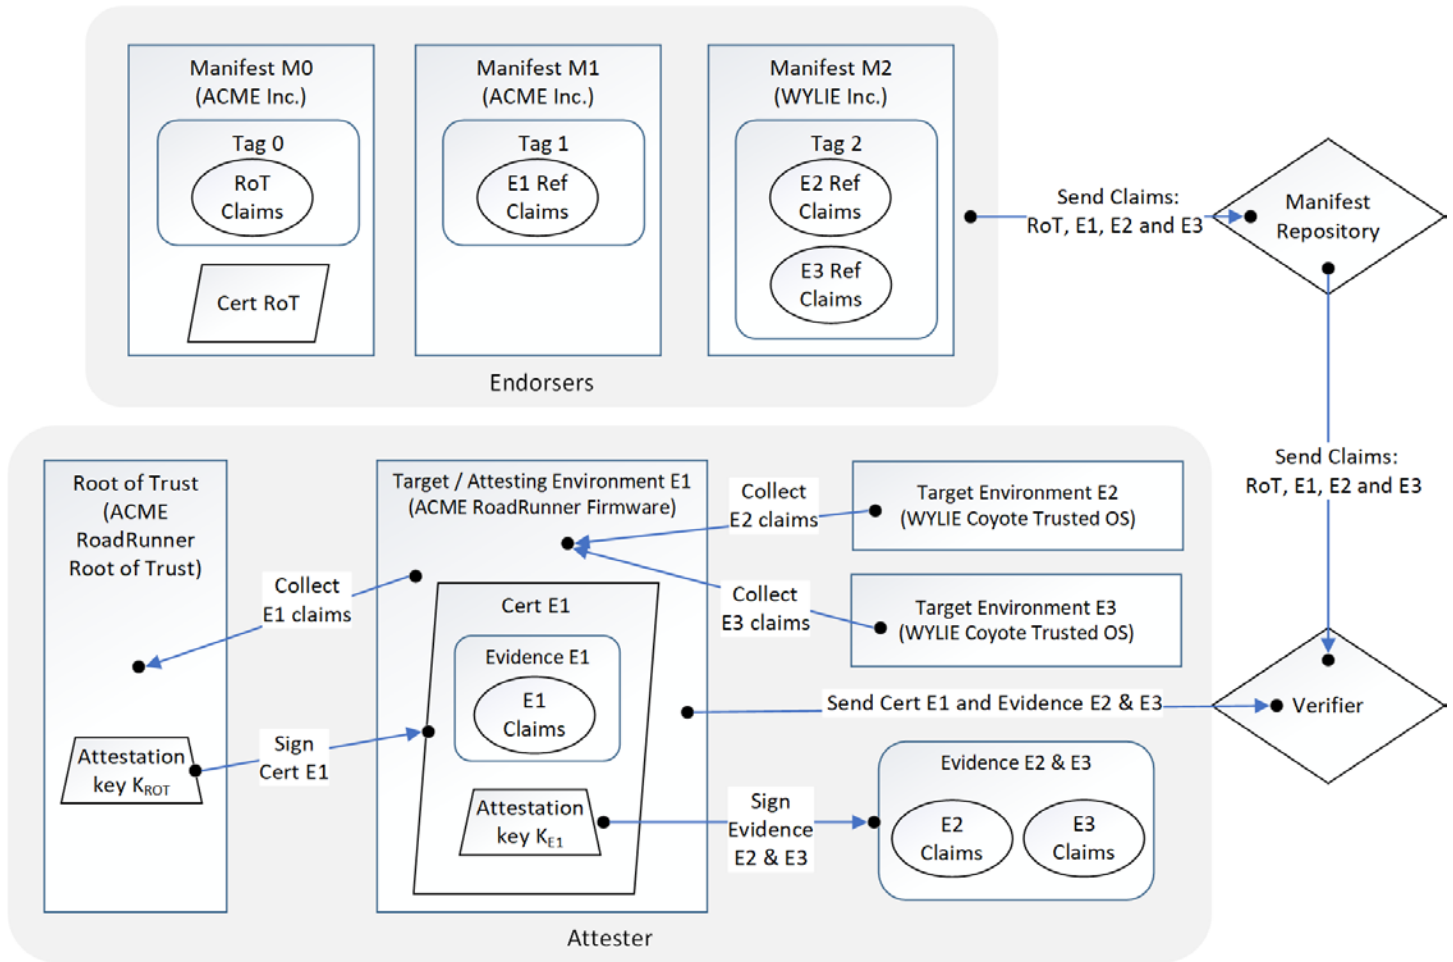 Manifest M0
(ACME Inc.)
Tag 0
RoT
Claims
Cert RoT
Manifest M1
(ACME Inc.)
Tag 1
E1 Ref
Claims
Manifest M2
(WYLIE Inc.)
Tag 2
E2 Ref
Claims
E3 Ref
Claims
Endorsers
Send Claims:
RoT, E1, E2 and E3
Manifest
Repository
Send Claims:
RoT, E1, E2 and E3
Root of Trust
(ACME
RoadRunner
Root of Trust)
Attestation
key KROT
Collect
E1 claims
Sign
Cert E1
Target / Attesting Environment E1
(ACME RoadRunner Firmware)
Cert E1
Evidence E1
E1
Claims
Attestation
key KE1
Collect
E2 claims
Collect
E3 claims
Target Environment E2
(WYLIE Coyote Trusted OS)
Target Environment E3
(WYLIE Coyote Trusted OS)
Send Cert E1 and Evidence E2 & E3
Verifier
Sign
Evidence
E2 & E3
Evidence E2 & E3
E2
Claims
E3
Claims
Attester